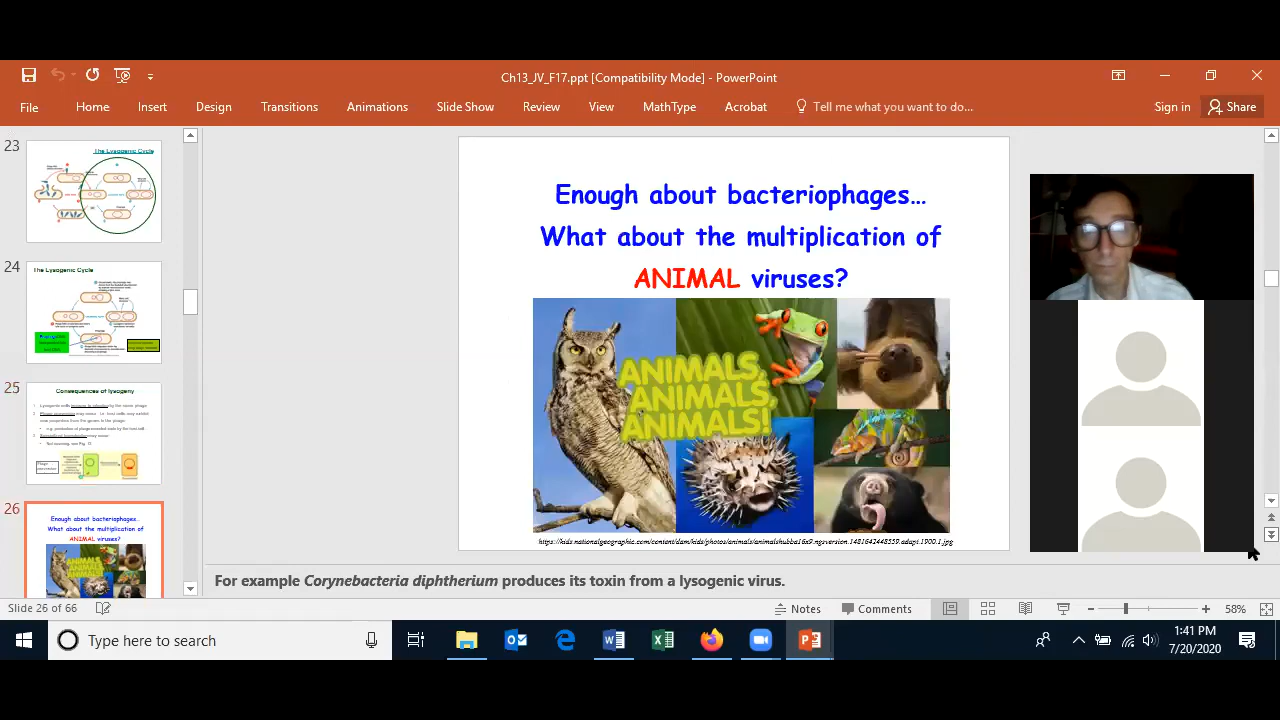 Ch13_JV_F17.ppt [Compatibility Mode] - PowerPoint
File Home Insert Design Transitions Animations Slide Show Review View MathType Acrobat Tell me what you want to do... Sign in Share
23
The Lysogenic Cycle
24
The Lysogenic Cycle
25
Consequences of lysogeny
26
Enough about bacteriophages...
What about the multiplication of
ANIMAL viruses?
ANIMALS,
ANIMALS,
ANIMALS!
Enough about bacteriophages...
What about the multiplication of
ANIMAL viruses?
ANIMALS,
ANIMALS,
ANIMALS!
For example Corynebacteria diphtherium produces its toxin from a lysogenic virus.
Slide 26 of 66 Notes Comments 58%
Type here to search
1:41 PM
7/20/2020